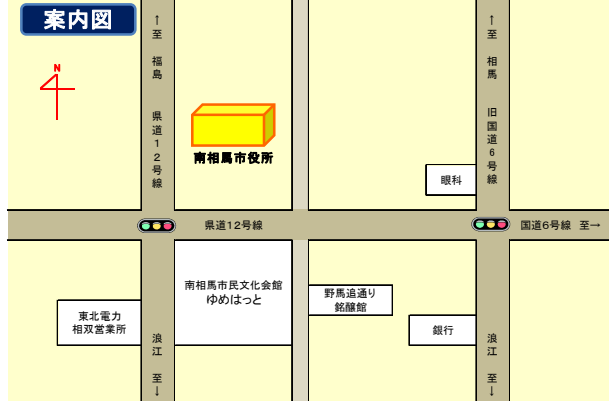 案内図
N
↑至 福島 県道12号線
↑至 相馬 旧国道6号線
南相馬市役所
眼科
県道12号線
国道6号線 至→
南相馬市民文化会館
ゆめはっと
野馬追通り
銘醸館
東北電力
相双営業所
銀行
浪江 至↓
浪江 至↓